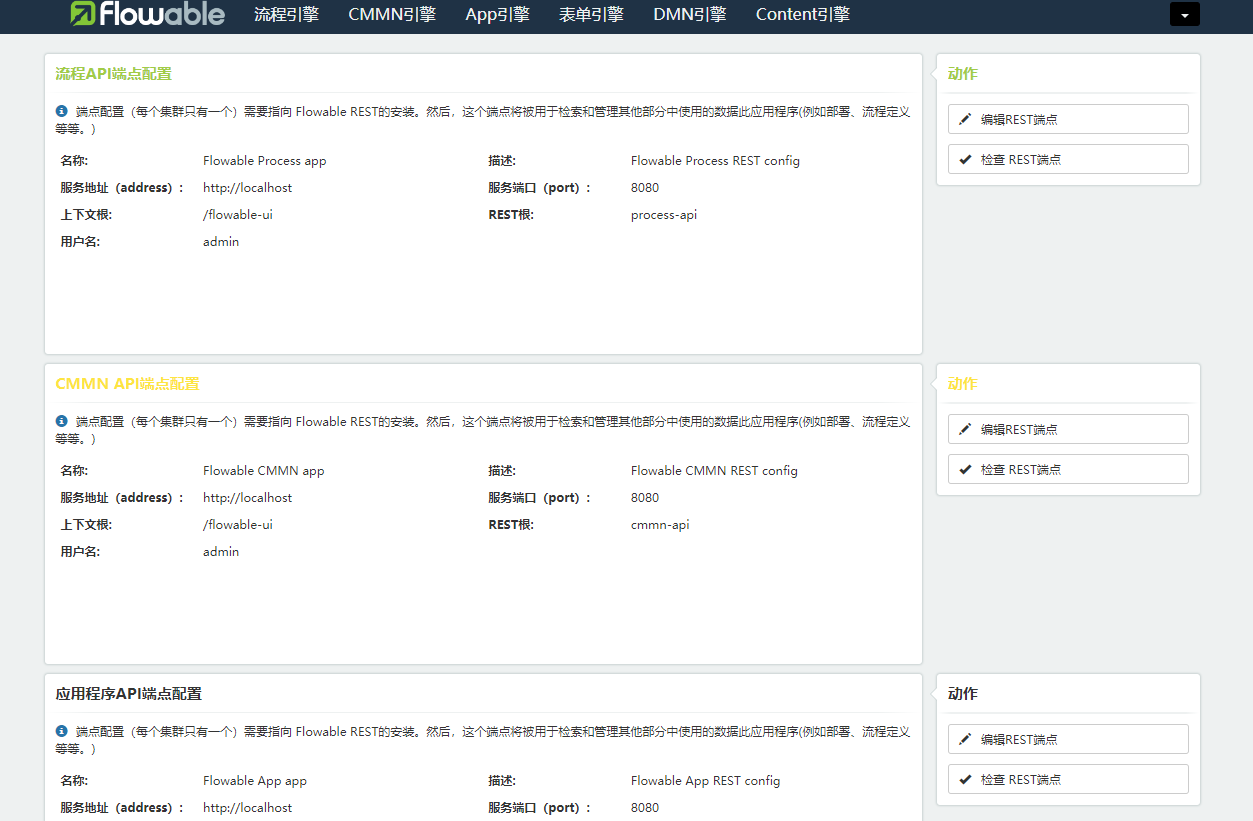 flowable 流程引擎 CMMN引擎 App引擎 表单引擎 DMN引擎 Content引擎
流程API端点配置
端点配置（每个集群只有一个）需要指向 Flowable REST的安装。然后，这个端点将被用于检索和管理其他部分中使用的数据此应用程序(例如部署、流程定义
等等。)
名称: Flowable Process app 描述: Flowable Process REST config
服务地址（address）: http://localhost 服务端口（port）: 8080
上下文根: /flowable-ui REST根: process-api
用户名: admin
动作
编辑REST端点
检查 REST端点
CMMN API端点配置
端点配置（每个集群只有一个）需要指向 Flowable REST的安装。然后，这个端点将被用于检索和管理其他部分中使用的数据此应用程序(例如部署、流程定义
等等。)
名称: Flowable CMMN app 描述: Flowable CMMN REST config
服务地址（address）: http://localhost 服务端口（port）: 8080
上下文根: /flowable-ui REST根: cmmn-api
用户名: admin
动作
编辑REST端点
检查 REST端点
应用程序API端点配置
端点配置（每个集群只有一个）需要指向 Flowable REST的安装。然后，这个端点将被用于检索和管理其他部分中使用的数据此应用程序(例如部署、流程定义
等等。)
名称: Flowable App app 描述: Flowable App REST config
服务地址（address）: http://localhost 服务端口（port）: 8080
动作
编辑REST端点
检查 REST端点